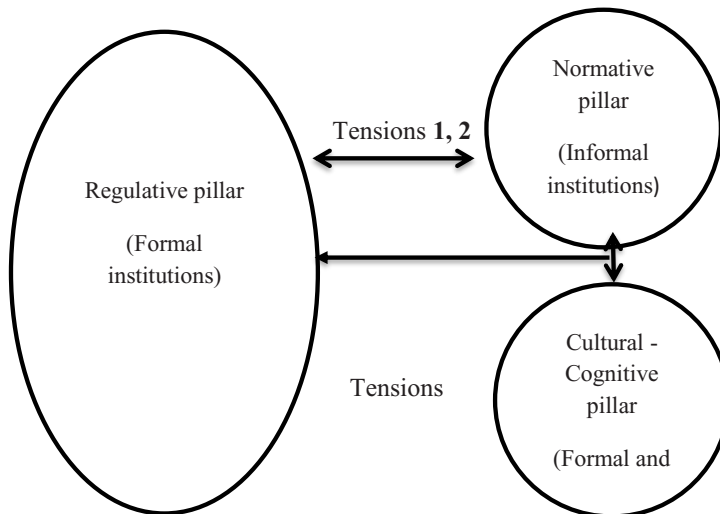 Normative
pillar
(Informal
institutions)
Tensions 1, 2
Regulative pillar
(Formal
institutions)
Cultural -
Cognitive
pillar
(Formal and
Tensions